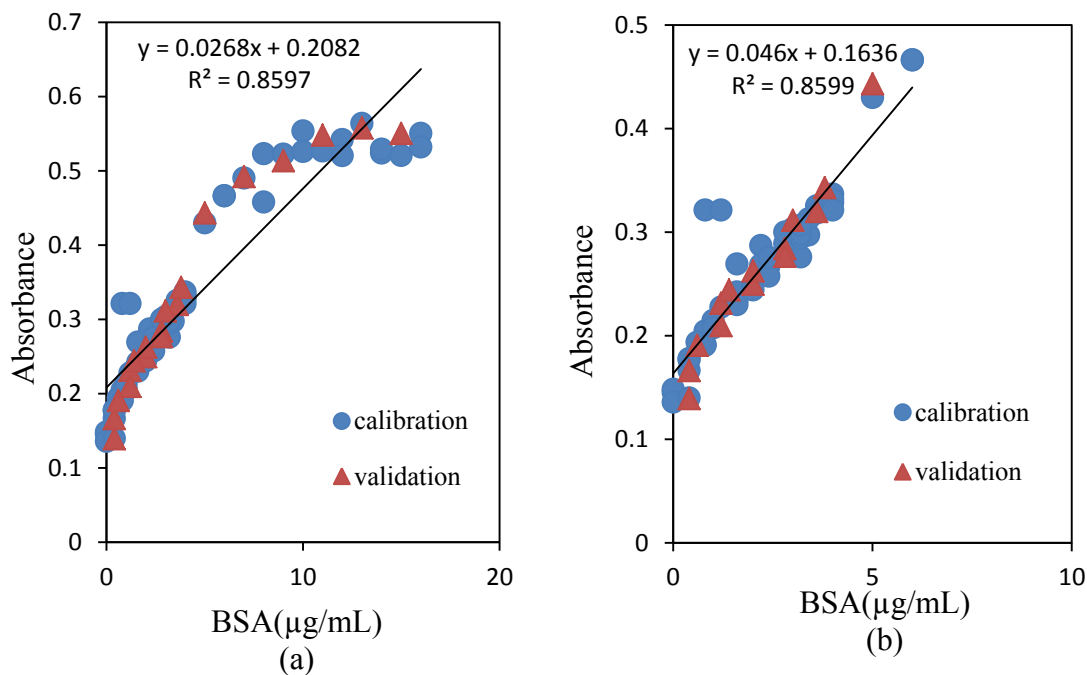 y = 0.0268x + 0.2082
R² = 0.8597
0.7
0.6
0.5
0.4
0.3
0.2
0.1
0
Absorbance
calibration
validation
0
10
20
BSA(µg/mL)
(a)
y = 0.046x + 0.1636
R² = 0.8599
0.5
0.4
0.3
0.2
0.1
0
Absorbance
calibration
validation
0
5
10
BSA(µg/mL)
(b)